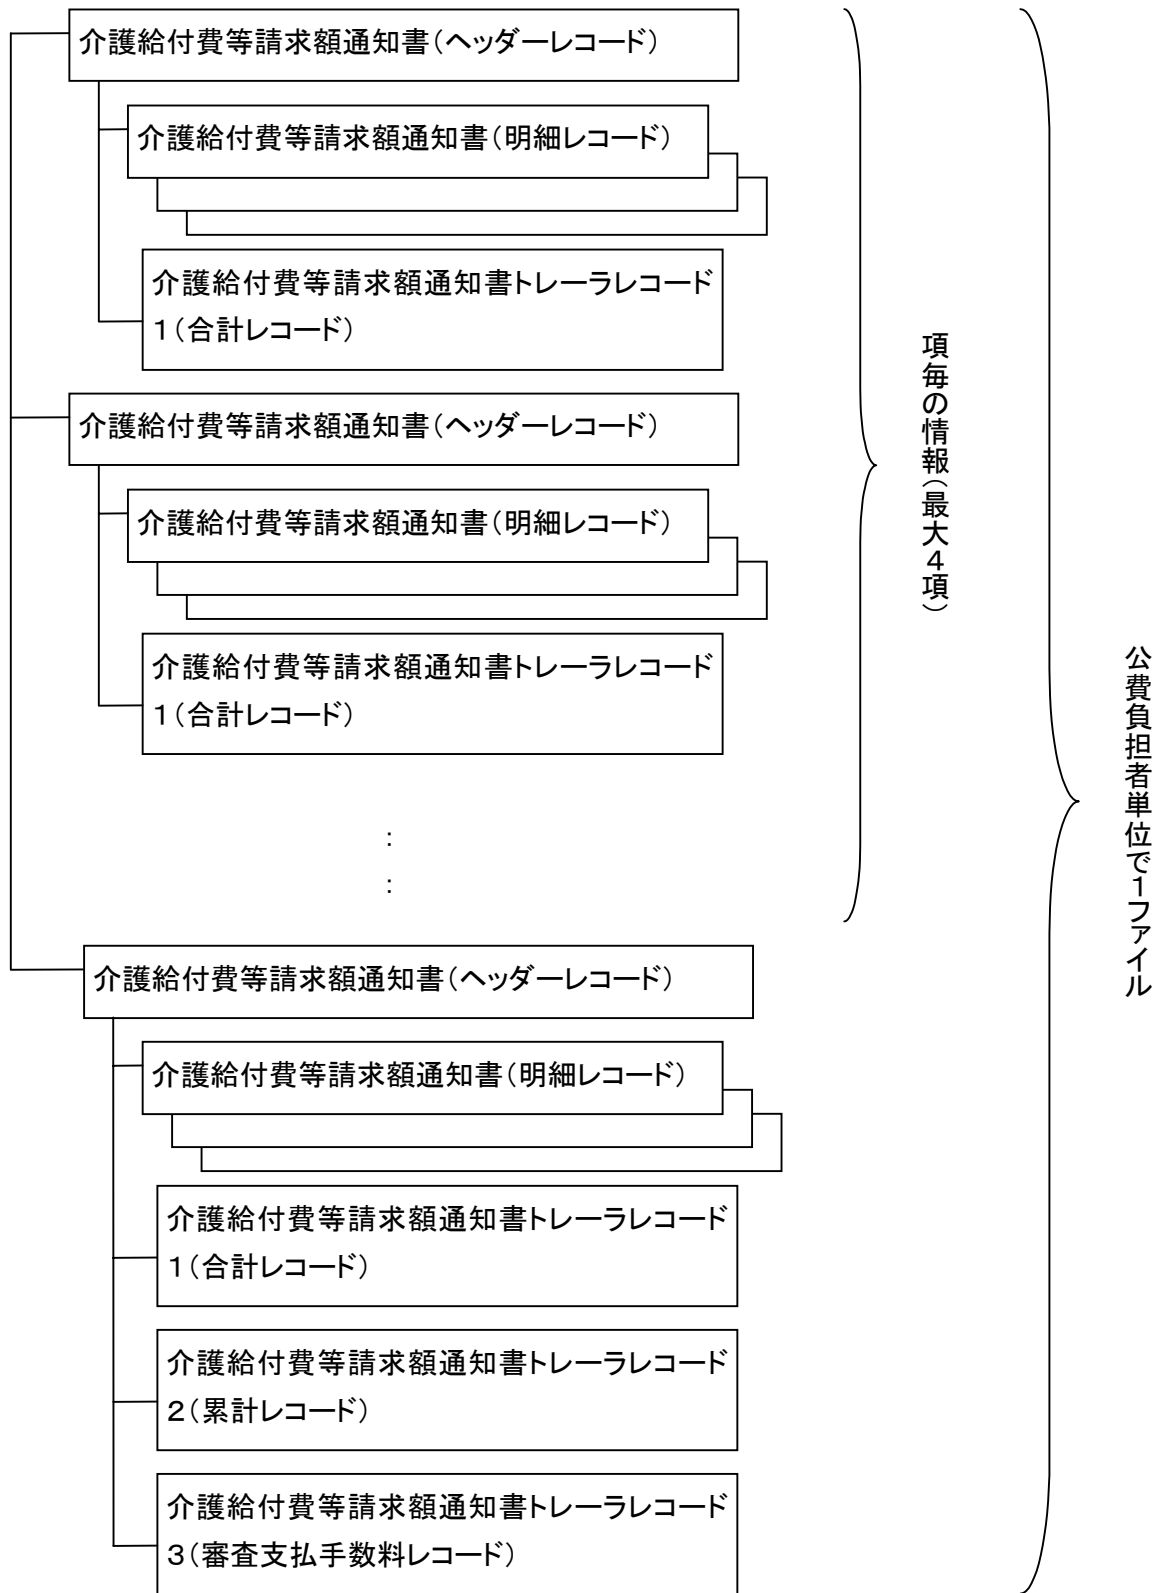 介護給付費等請求額通知書（ヘッダーレコード）
介護給付費等請求額通知書（明細レコード）
介護給付費等請求額通知書トレーラレコード
１（合計レコード）
介護給付費等請求額通知書（ヘッダーレコード）
介護給付費等請求額通知書（明細レコード）
介護給付費等請求額通知書トレーラレコード
１（合計レコード）
：
：
介護給付費等請求額通知書（ヘッダーレコード）
介護給付費等請求額通知書（明細レコード）
介護給付費等請求額通知書トレーラレコード
１（合計レコード）
介護給付費等請求額通知書トレーラレコード
２（累計レコード）
介護給付費等請求額通知書トレーラレコード
３（審査支払手数料レコード）
項毎の情報（最大４項）
公費負担者単位で１ファイル